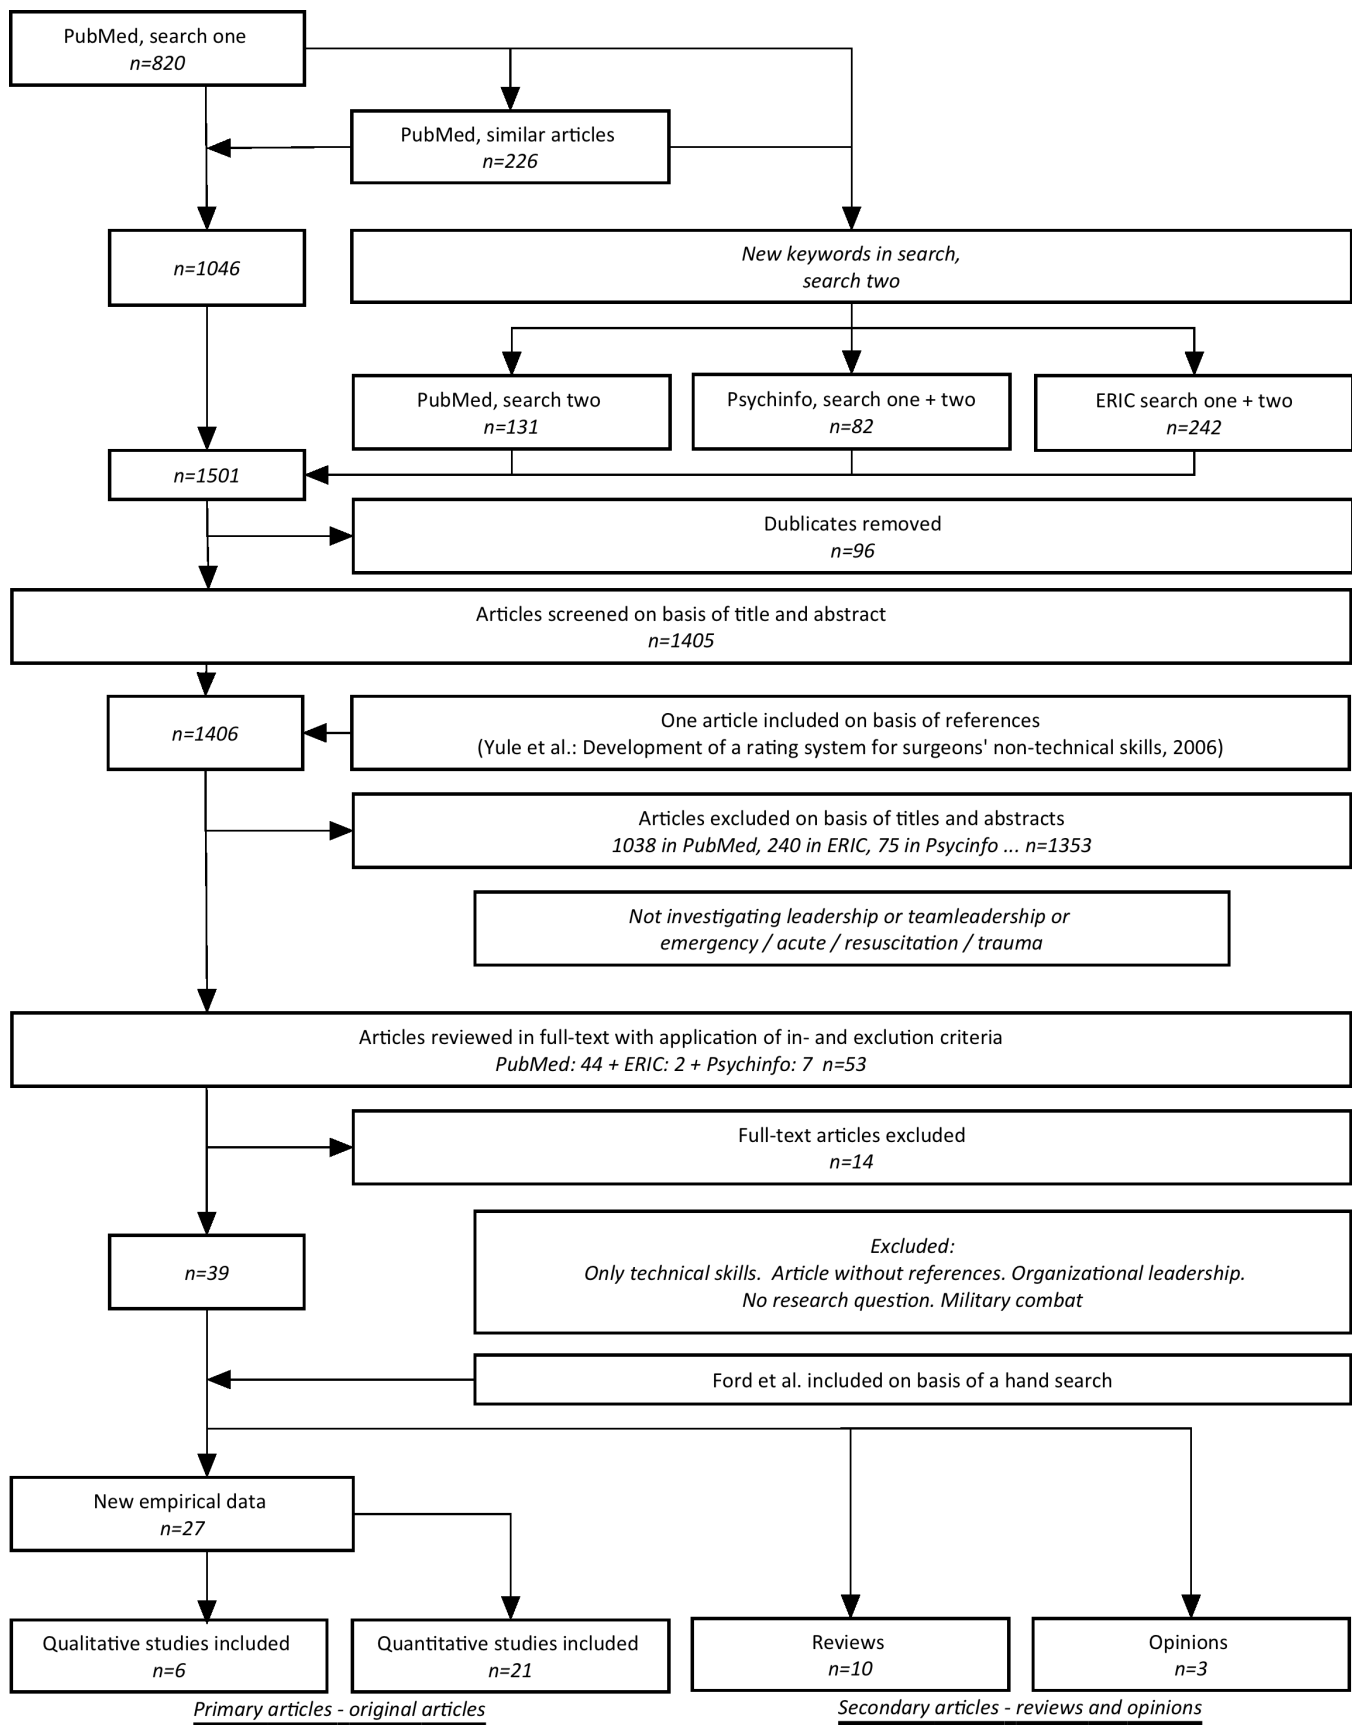 PubMed, search one
n=820
PubMed, similar articles
n=226
n=1046
New keywords in search,
search two
PubMed, search two
n=131
Psychinfo, search one + two
n=82
ERIC search one + two
n=242
n=1501
Dublicates removed
n=96
Articles screened on basis of title and abstract
n=1405
n=1406
One article included on basis of references
(Yule et al.: Development of a rating system for surgeons' non-technical skills, 2006)
Articles excluded on basis of titles and abstracts
1038 in PubMed, 240 in ERIC, 75 in Psycinfo ... n=1353
Not investigating leadership or teamleadership or
emergency / acute / resuscitation / trauma
Articles reviewed in full-text with application of in- and exclution criteria
PubMed: 44 + ERIC: 2 + Psychinfo: 7 n=53
Full-text articles excluded
n=14
n=39
Excluded:
Only technical skills. Article without references. Organizational leadership.
No research question. Military combat
Ford et al. included on basis of a hand search
New empirical data
n=27
Qualitative studies included
n=6
Quantitative studies included
n=21
Reviews
n=10
Opinions
n=3
Primary articles - original articles
Secondary articles - reviews and opinions